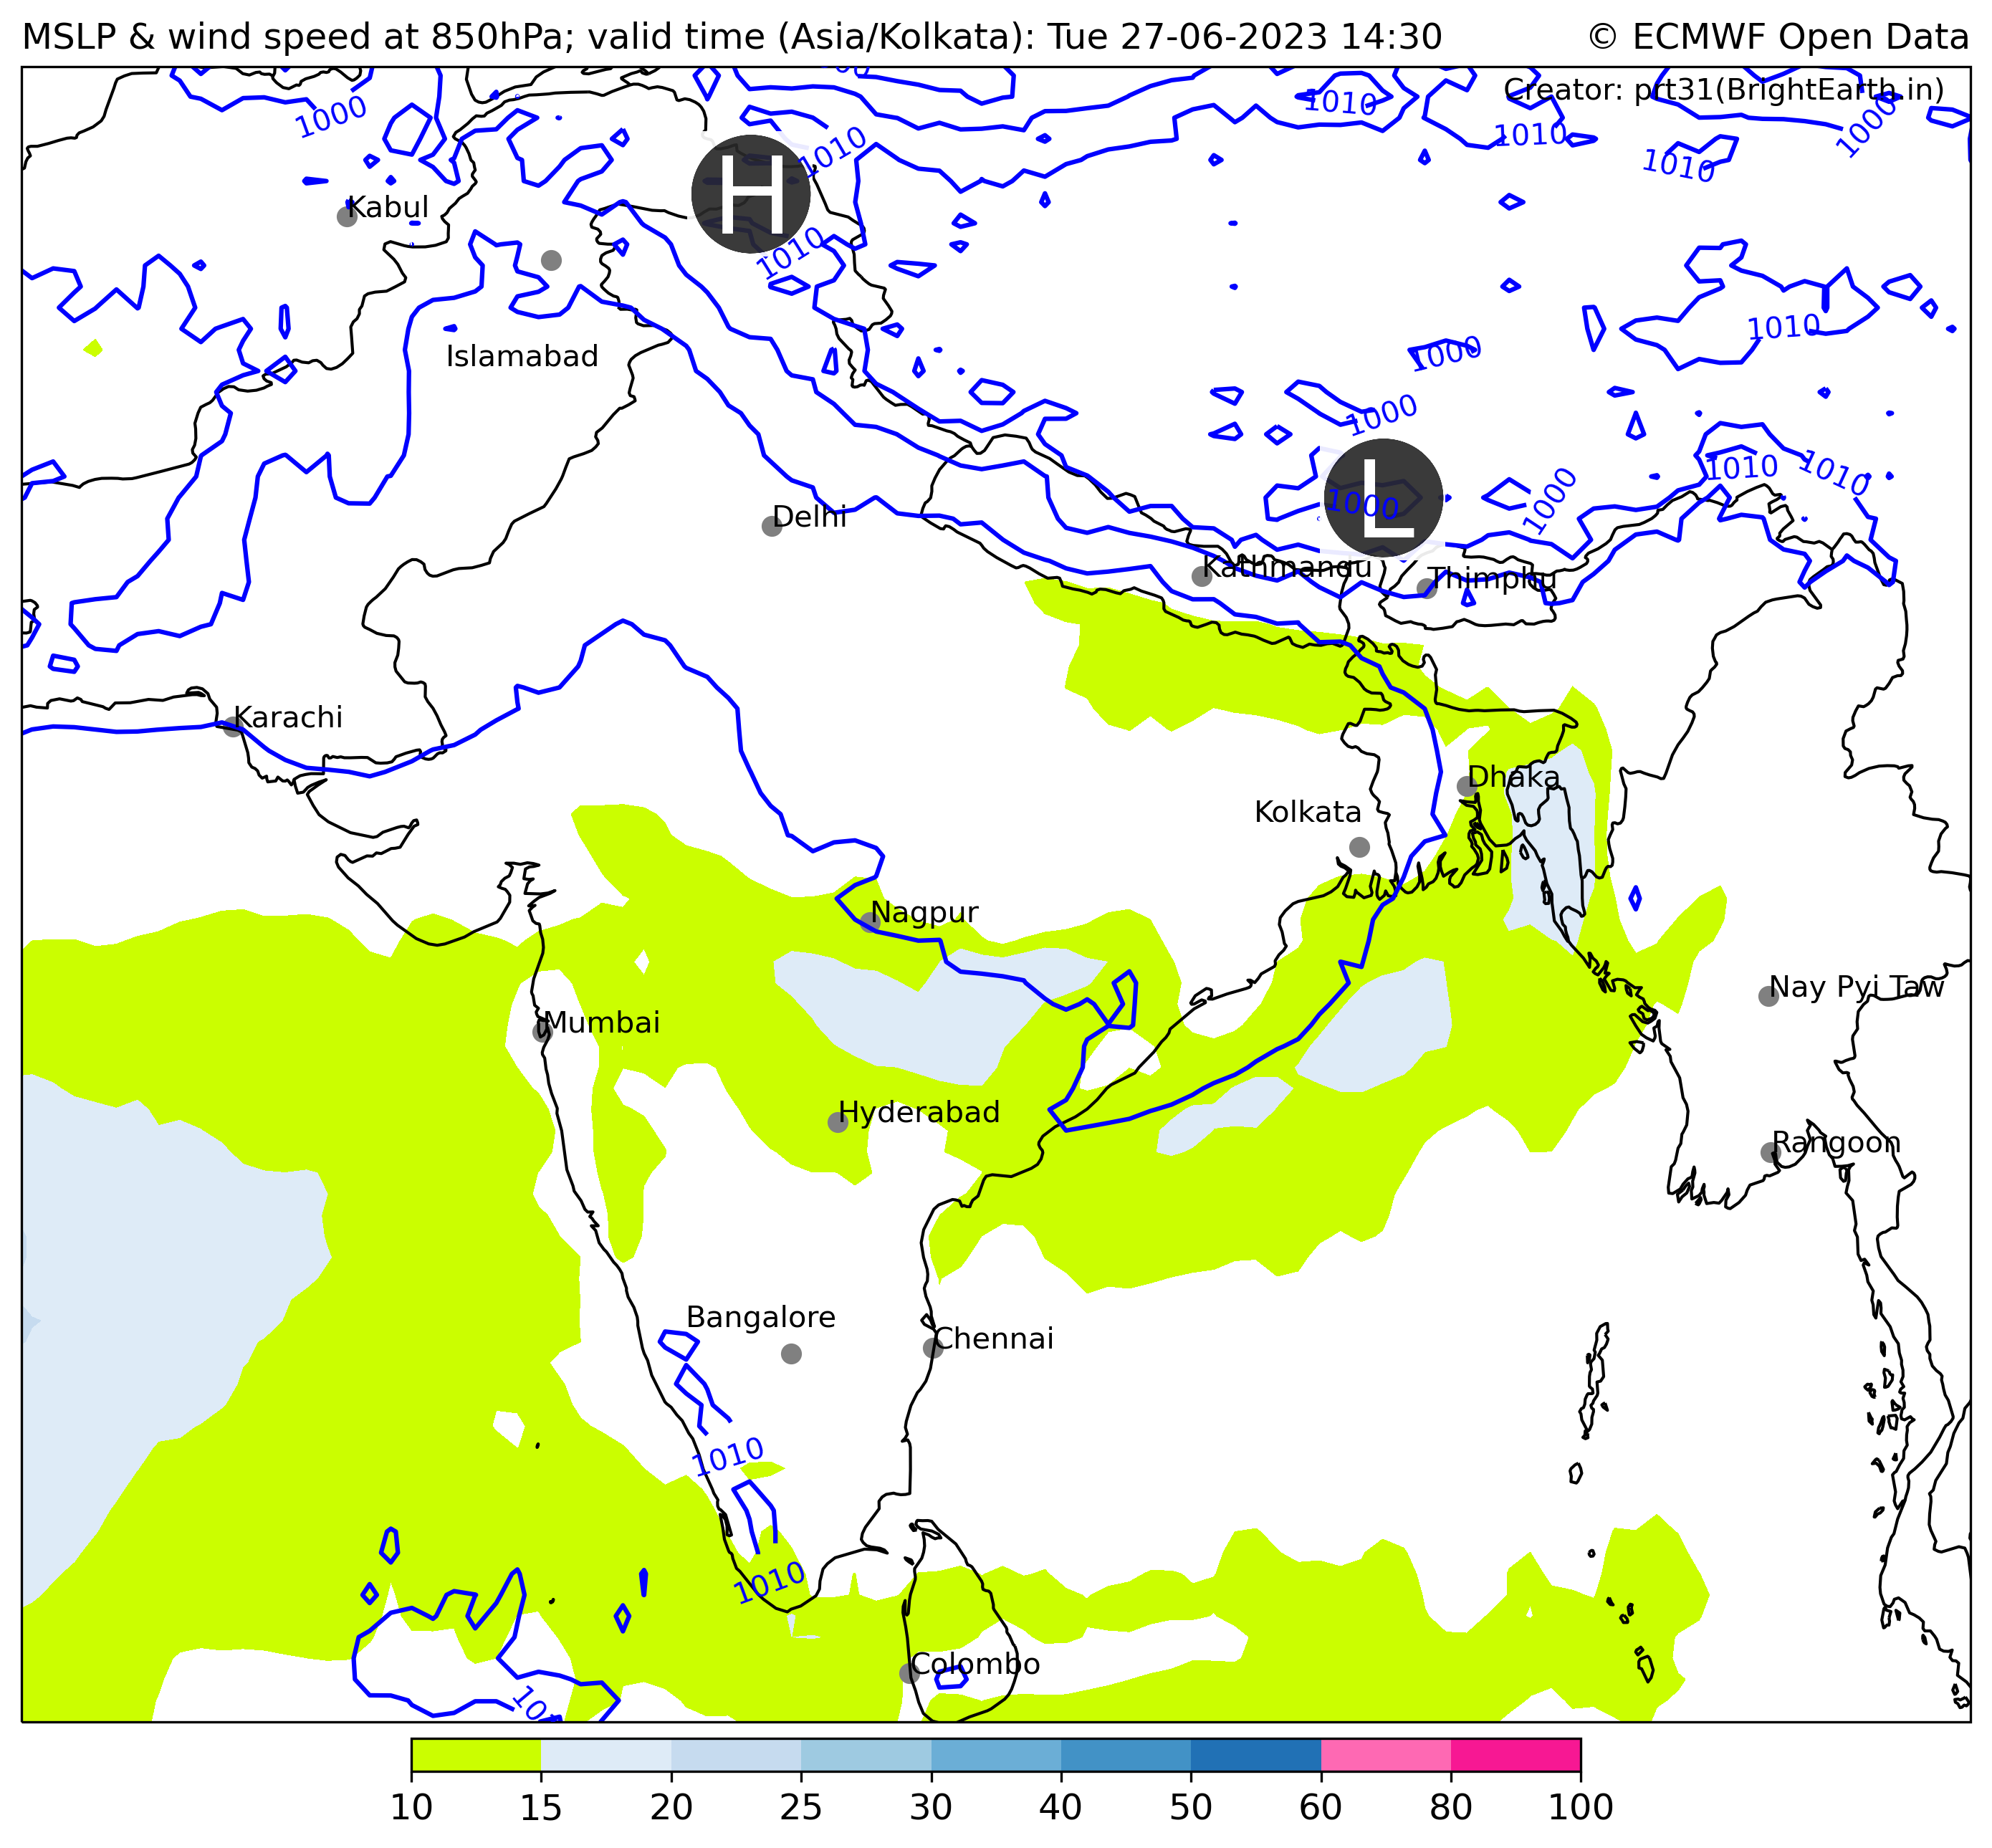 MSLP & wind speed at 850hPa; valid time (Asia/Kolkata): Tue 27-06-2023 14:30 © ECMWF Open Data
Creator: prt31(BrightEarth.in)
1000
1010
1010
1000
1010
1010
H
Kabul
1010
1010
Islamabad
1000
1000
1010
1010
L
1000
1000
Delhi
Kathmandu
Thimphu
Karachi
Dhaka
Kolkata
Nagpur
Nay Pyi Taw
Mumbai
Hyderabad
Rangoon
Bangalore
Chennai
1010
1010
Colombo
10 15 20 25 30 40 50 60 80 100